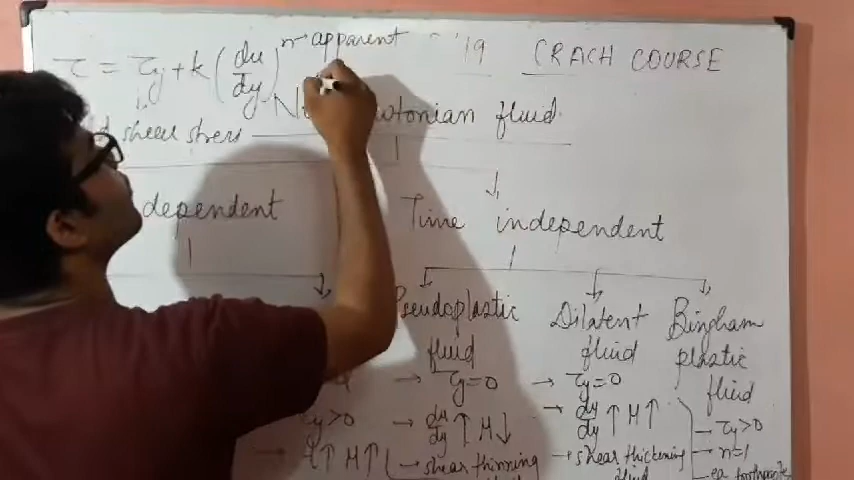 τ = τy + k (du/dy)^n → apparent
'19 CRACH COURSE
Newtonian fluid
shear stress
dependent
Time independent
Pseudoplastic fluid
→ τy = 0
→ du/dy ↑ μ ↓
→ shear thinning
Dilatent fluid
→ τy = 0
→ du/dy ↑ μ ↑
→ shear thickening fluid
Bingham plastic fluid
→ τy > 0
→ n = 1
→ eg toothpaste
τy > 0
t ↑ μ ↑